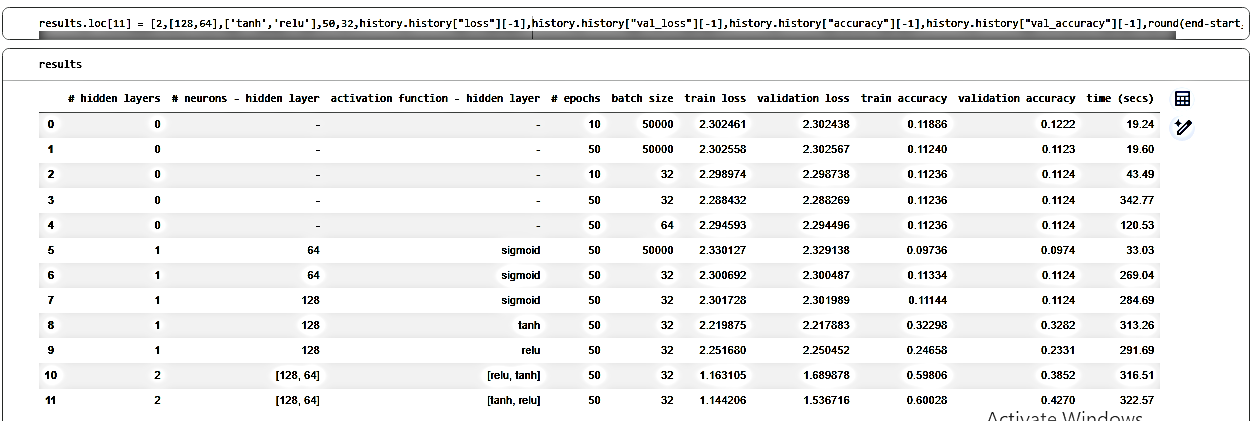 results.loc[11] = [2,[128,64],['tanh','relu'],50,32,history.history["loss"][-1],history.history["val_loss"][-1],history.history["accuracy"][-1],history.history["val_accuracy"][-1],round(end-start,
results
# hidden layers # neurons - hidden layer activation function - hidden layer # epochs batch size train loss validation loss train accuracy validation accuracy time (secs)
0 0 - - 10 50000 2.302461 2.302438 0.11886 0.1222 19.24
1 0 - - 50 50000 2.302558 2.302567 0.11240 0.1123 19.60
2 0 - - 10 32 2.298974 2.298738 0.11236 0.1124 43.49
3 0 - - 50 32 2.288432 2.288269 0.11236 0.1124 342.77
4 0 - - 50 64 2.294593 2.294496 0.11236 0.1124 120.53
5 1 64 sigmoid 50 50000 2.330127 2.329138 0.09736 0.0974 33.03
6 1 64 sigmoid 50 32 2.300692 2.300487 0.11334 0.1124 269.04
7 1 128 sigmoid 50 32 2.301728 2.301989 0.11144 0.1124 284.69
8 1 128 tanh 50 32 2.219875 2.217883 0.32298 0.3282 313.26
9 1 128 relu 50 32 2.251680 2.250452 0.24658 0.2331 291.69
10 2 [128, 64] [relu, tanh] 50 32 1.163105 1.689878 0.59806 0.3852 316.51
11 2 [128, 64] [tanh, relu] 50 32 1.144206 1.536716 0.60028 0.4270 322.57
Activate Windows